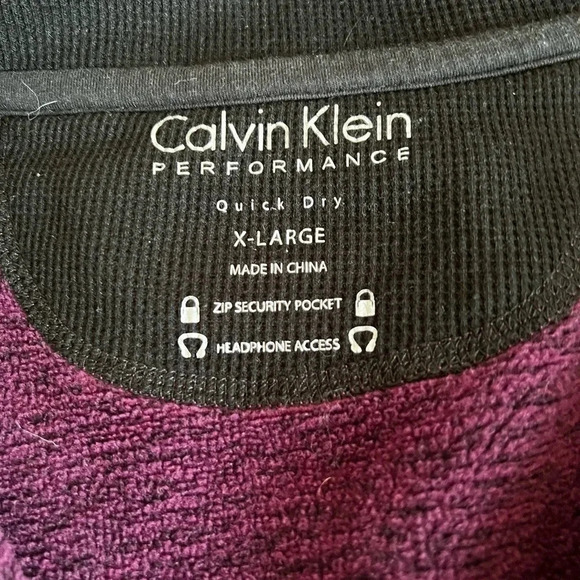 Calvin Klein
PERFORMANCE
Quick Dry
X-LARGE
MADE IN CHINA
ZIP SECURITY POCKET
HEADPHONE ACCESS